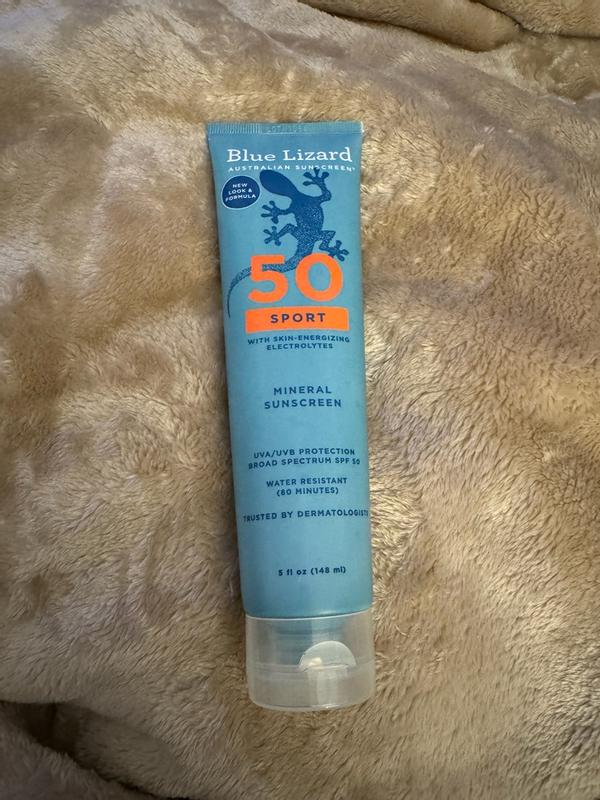 Blue Lizard
AUSTRALIAN SUNSCREEN
NEW
LOOK &
FORMULA
50
SPORT
WITH SKIN-ENERGIZING
ELECTROLYTES
MINERAL
SUNSCREEN
UVA/UVB PROTECTION
BROAD SPECTRUM SPF 50
WATER RESISTANT
(80 MINUTES)
TRUSTED BY DERMATOLOGISTS
5 fl oz (148 ml)